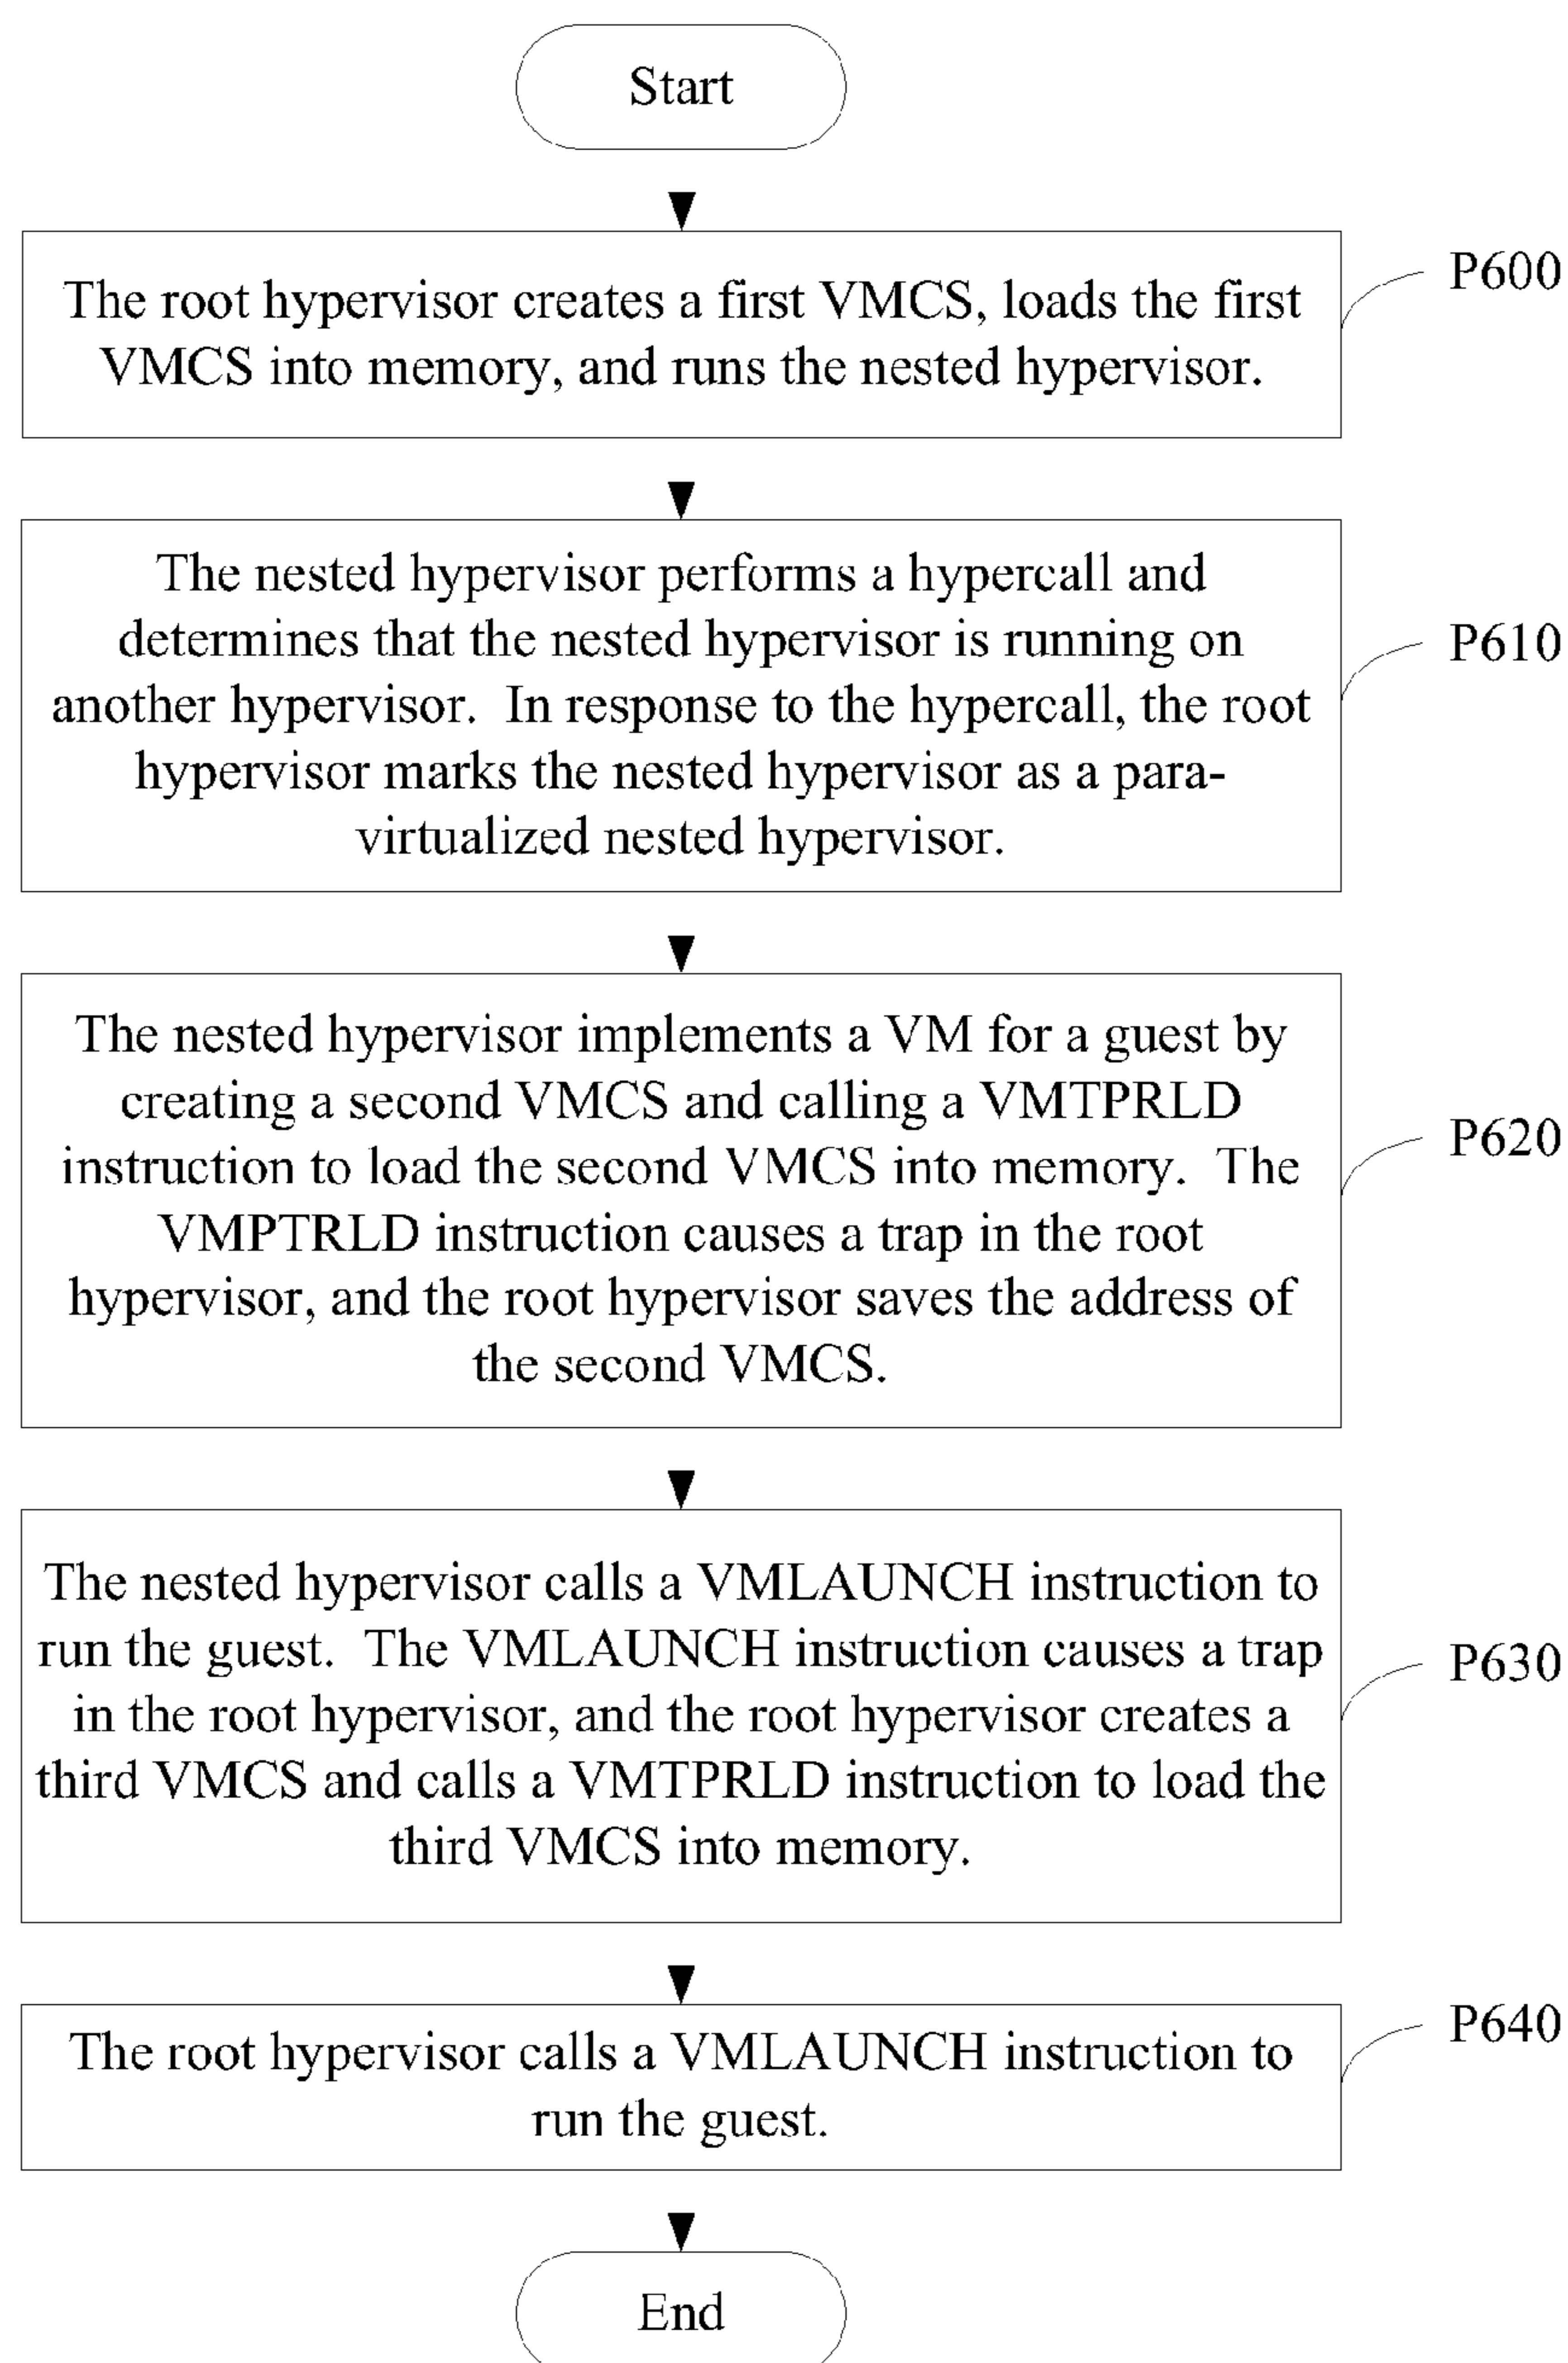 Start
The root hypervisor creates a first VMCS, loads the first
VMCS into memory, and runs the nested hypervisor.
P600
The nested hypervisor performs a hypercall and
determines that the nested hypervisor is running on
another hypervisor.  In response to the hypercall, the root
hypervisor marks the nested hypervisor as a para-
virtualized nested hypervisor.
P610
The nested hypervisor implements a VM for a guest by
creating a second VMCS and calling a VMTPRLD
instruction to load the second VMCS into memory.  The
VMPTRLD instruction causes a trap in the root
hypervisor, and the root hypervisor saves the address of
the second VMCS.
P620
The nested hypervisor calls a VMLAUNCH instruction to
run the guest.  The VMLAUNCH instruction causes a trap
in the root hypervisor, and the root hypervisor creates a
third VMCS and calls a VMTPRLD instruction to load the
third VMCS into memory.
P630
The root hypervisor calls a VMLAUNCH instruction to
run the guest.
P640
End